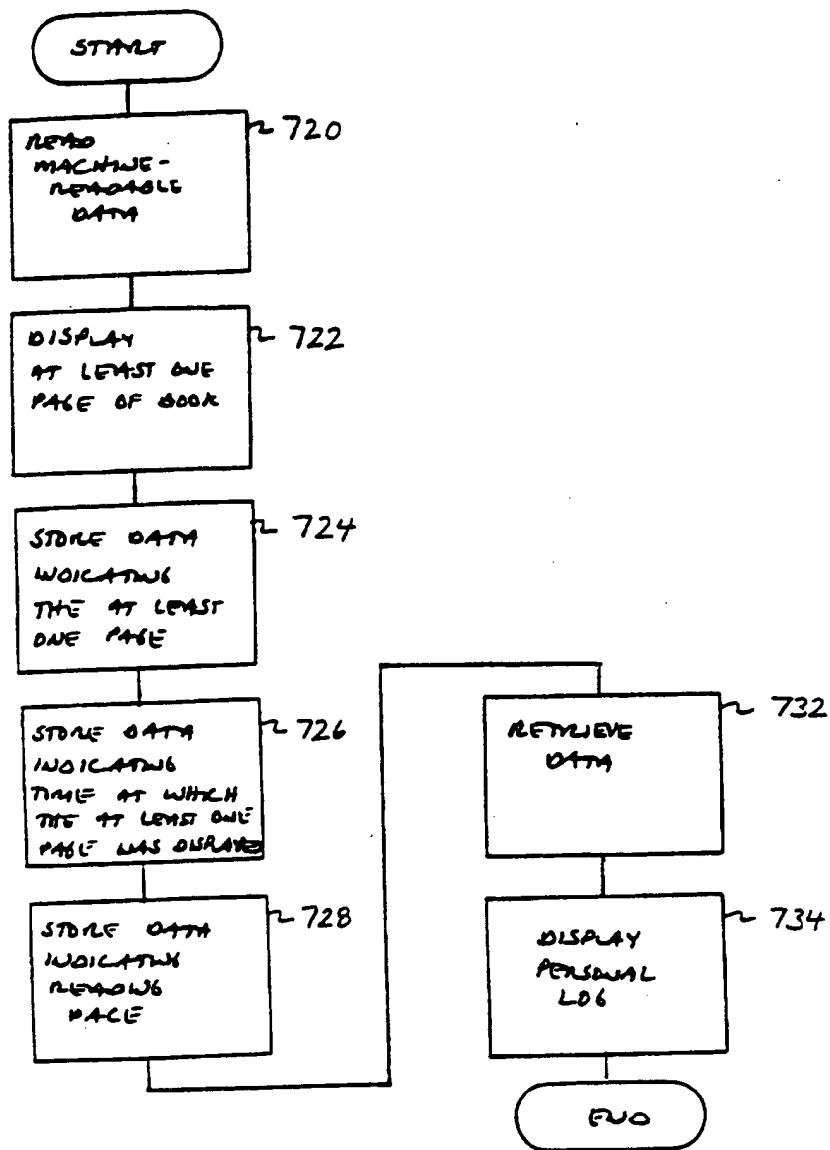 START
READ
MACHINE-
READABLE
DATA
720
DISPLAY
AT LEAST ONE
PAGE OF BOOK
722
STORE DATA
INDICATING
THE AT LEAST
ONE PAGE
724
STORE DATA
INDICATING
TIME AT WHICH
THE AT LEAST ONE
PAGE WAS DISPLAYED
726
STORE DATA
INDICATING
READING
PACE
728
RETRIEVE
DATA
732
DISPLAY
PERSONAL
LOG
734
END